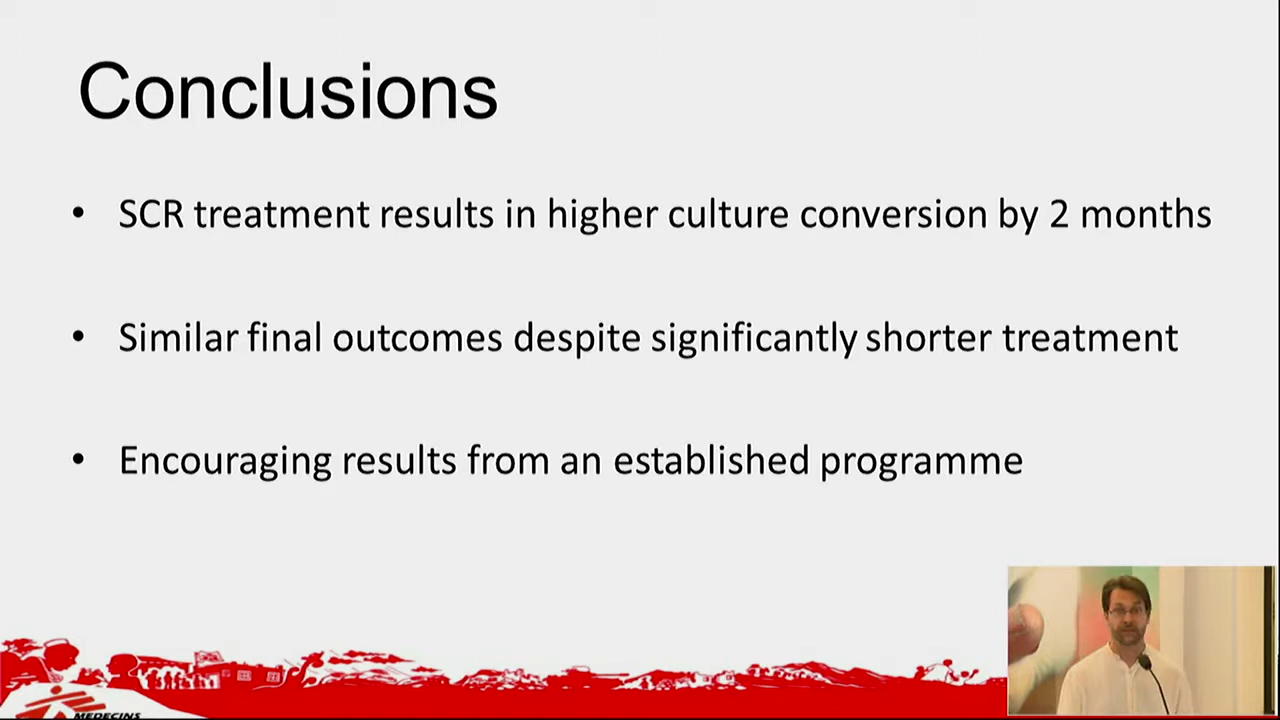 Conclusions
• SCR treatment results in higher culture conversion by 2 months
• Similar final outcomes despite significantly shorter treatment
• Encouraging results from an established programme
MEDECINS